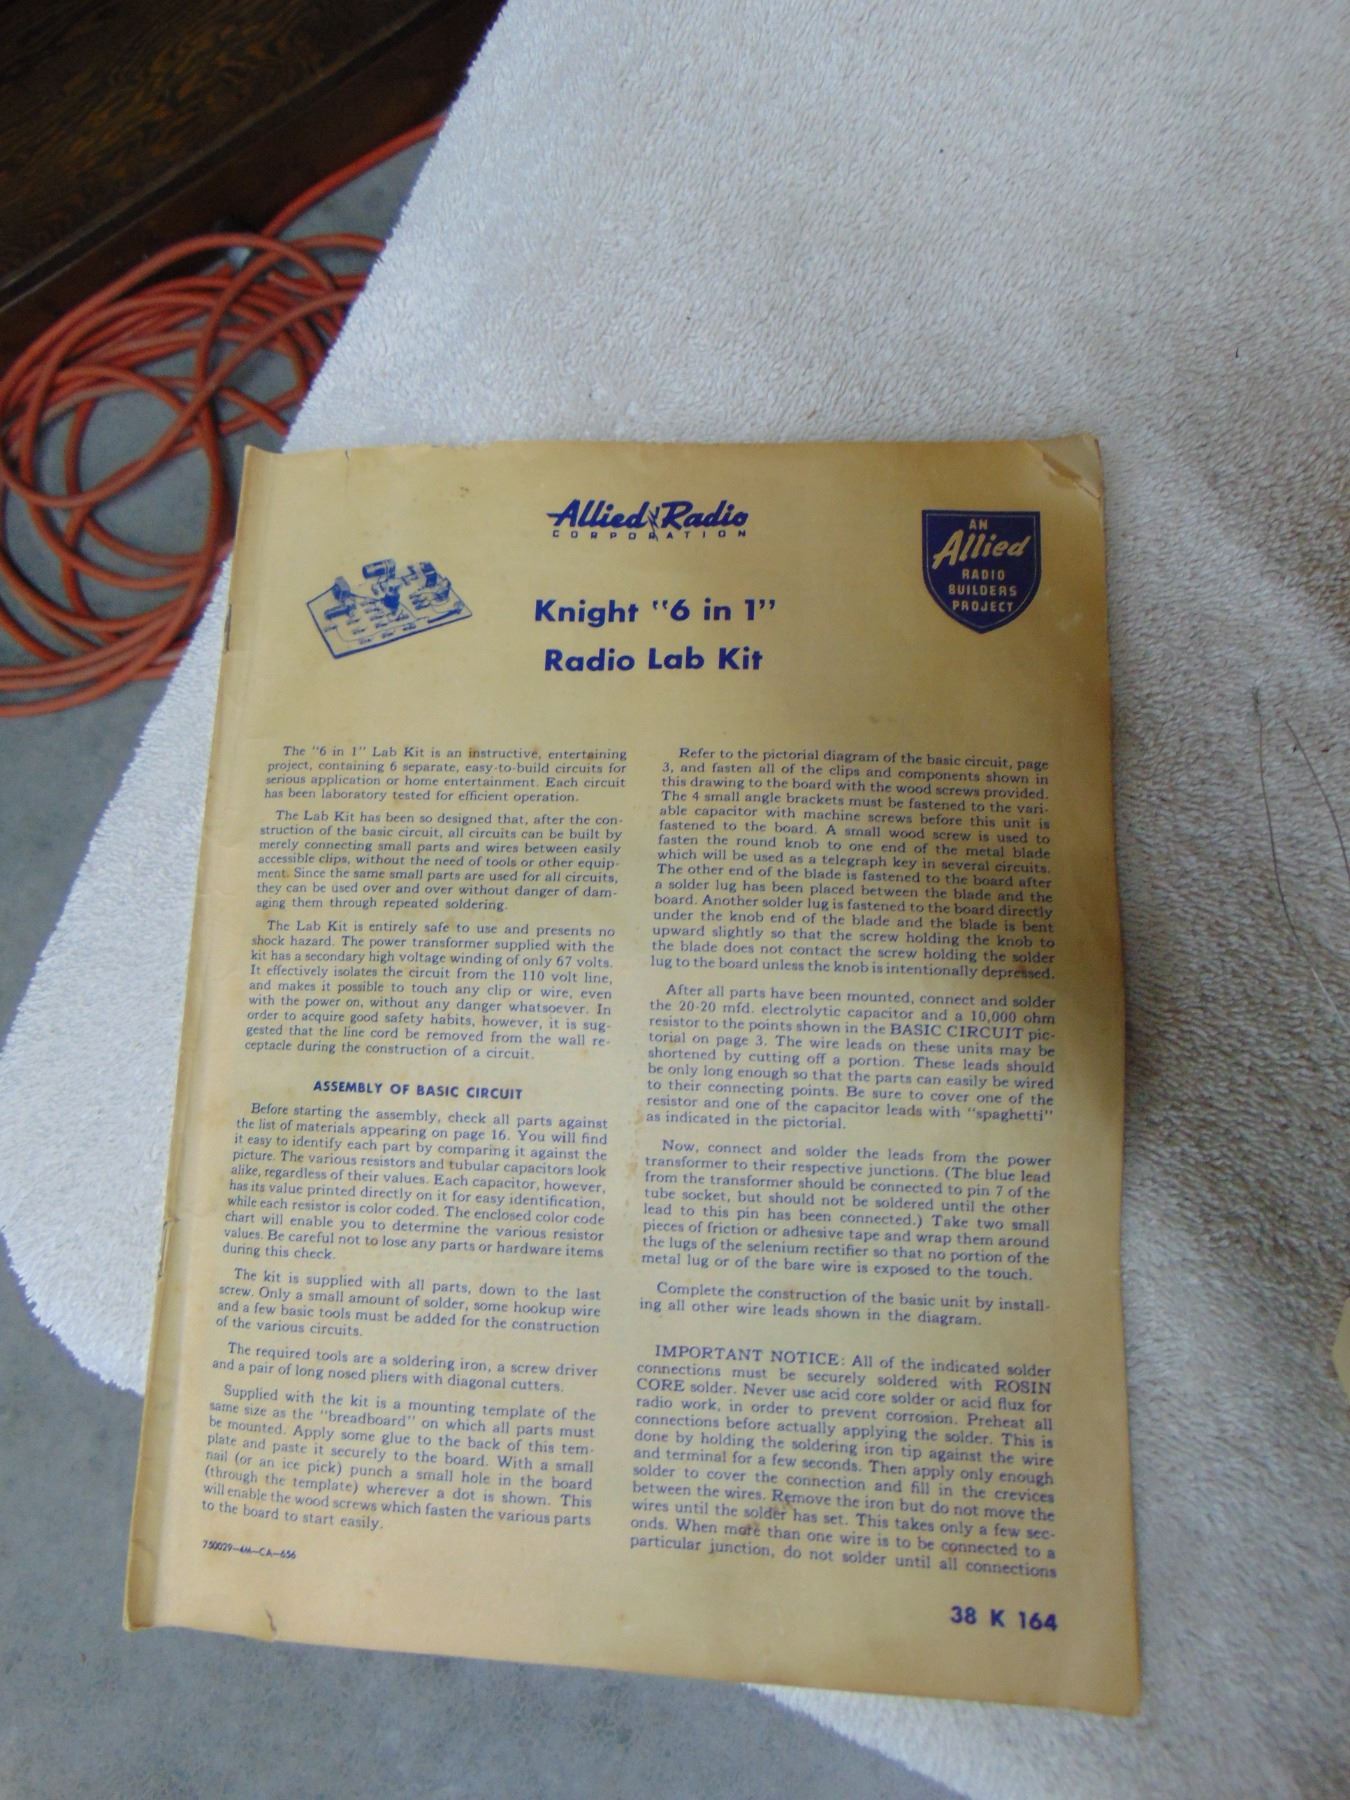 Allied Radio
CORPORATION
AN
Allied
RADIO
BUILDERS
PROJECT
Knight "6 in 1"
Radio Lab Kit
The "6 in 1" Lab Kit is an instructive, entertaining
project, containing 6 separate, easy-to-build circuits for
serious application or home entertainment. Each circuit
has been laboratory tested for efficient operation.
The Lab Kit has been so designed that, after the con-
struction of the basic circuit, all circuits can be built by
merely connecting small parts and wires between easily
accessible clips, without the need of tools or other equip-
ment. Since the same small parts are used for all circuits,
they can be used over and over without danger of dam-
aging them through repeated soldering.
The Lab Kit is entirely safe to use and presents no
shock hazard. The power transformer supplied with the
kit has a secondary high voltage winding of only 67 volts.
It effectively isolates the circuit from the 110 volt line,
and makes it possible to touch any clip or wire, even
with the power on, without any danger whatsoever. In
order to acquire good safety habits, however, it is sug-
gested that the line cord be removed from the wall re-
ceptacle during the construction of a circuit.
ASSEMBLY OF BASIC CIRCUIT
Before starting the assembly, check all parts against
the list of materials appearing on page 16. You will find
it easy to identify each part by comparing it against the
picture. The various resistors and tubular capacitors look
alike, regardless of their values. Each capacitor, however,
has its value printed directly on it for easy identification,
while each resistor is color coded. The enclosed color code
chart will enable you to determine the various resistor
values. Be careful not to lose any parts or hardware items
during this check.
The kit is supplied with all parts, down to the last
screw. Only a small amount of solder, some hookup wire
and a few basic tools must be added for the construction
of the various circuits.
The required tools are a soldering iron, a screw driver
and a pair of long nosed pliers with diagonal cutters.
Supplied with the kit is a mounting template of the
same size as the "breadboard" on which all parts must
be mounted. Apply some glue to the back of this tem-
plate and paste it securely to the board. With a small
nail (or an ice pick) punch a small hole in the board
(through the template) wherever a dot is shown. This
will enable the wood screws which fasten the various parts
to the board to start easily.
750029-4M-CA-656
Refer to the pictorial diagram of the basic circuit, page
3, and fasten all of the clips and components shown in
this drawing to the board with the wood screws provided.
The 4 small angle brackets must be fastened to the vari-
able capacitor with machine screws before this unit is
fastened to the board. A small wood screw is used to
fasten the round knob to one end of the metal blade
which will be used as a telegraph key in several circuits.
The other end of the blade is fastened to the board after
a solder lug has been placed between the blade and the
board. Another solder lug is fastened to the board directly
under the knob end of the blade and the blade is bent
upward slightly so that the screw holding the knob to
the blade does not contact the screw holding the solder
lug to the board unless the knob is intentionally depressed.
After all parts have been mounted, connect and solder
the 20-20 mfd. electrolytic capacitor and a 10,000 ohm
resistor to the points shown in the BASIC CIRCUIT pic-
torial on page 3. The wire leads on these units may be
shortened by cutting off a portion. These leads should
be only long enough so that the parts can easily be wired
to their connecting points. Be sure to cover one of the
resistor and one of the capacitor leads with "spaghetti"
as indicated in the pictorial.
Now, connect and solder the leads from the power
transformer to their respective junctions. (The blue lead
from the transformer should be connected to pin 7 of the
tube socket, but should not be soldered until the other
lead to this pin has been connected.) Take two small
pieces of friction or adhesive tape and wrap them around
the lugs of the selenium rectifier so that no portion of the
metal lug or of the bare wire is exposed to the touch.
Complete the construction of the basic unit by install-
ing all other wire leads shown in the diagram.
IMPORTANT NOTICE: All of the indicated solder
connections must be securely soldered with ROSIN
CORE solder. Never use acid core solder or acid flux for
radio work, in order to prevent corrosion. Preheat all
connections before actually applying the solder. This is
done by holding the soldering iron tip against the wire
and terminal for a few seconds. Then apply only enough
solder to cover the connection and fill in the crevices
between the wires. Remove the iron but do not move the
wires until the solder has set. This takes only a few sec-
onds. When more than one wire is to be connected to a
particular junction, do not solder until all connections
38 K 164